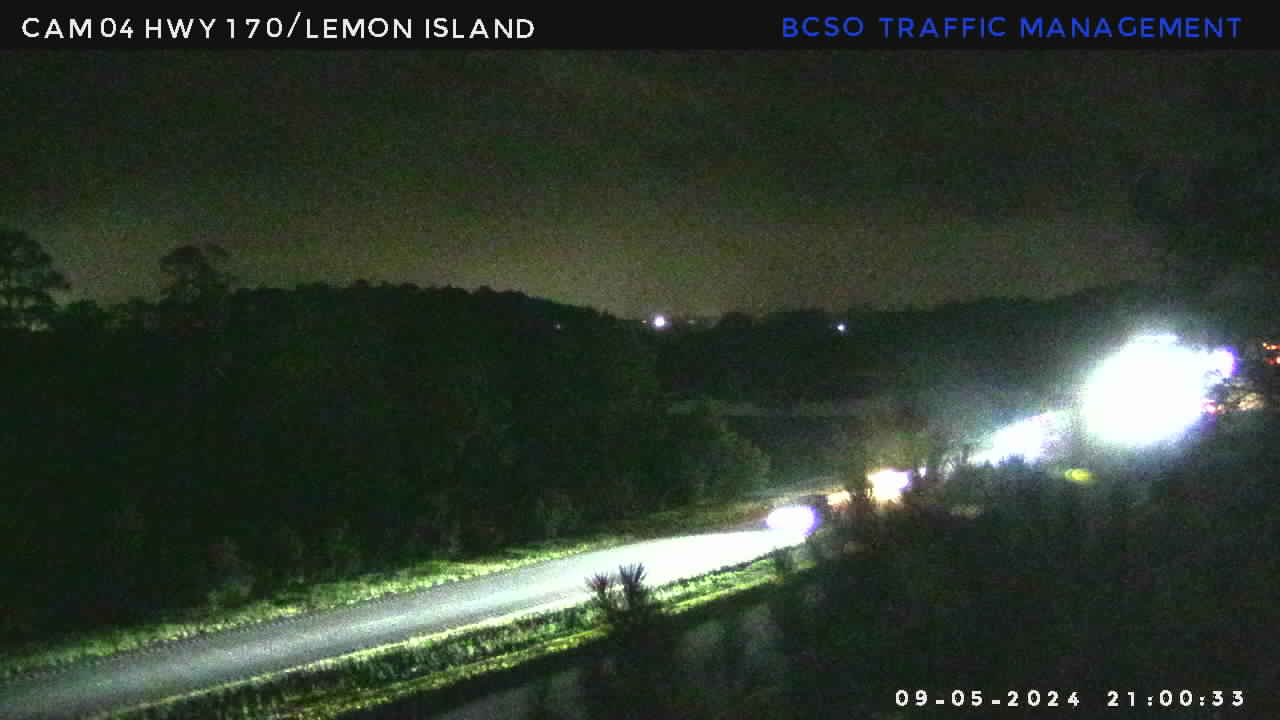 CAM04 HWY 170/LEMON ISLAND
BCSO TRAFFIC MANAGEMENT
09-05-2024 21:00:33